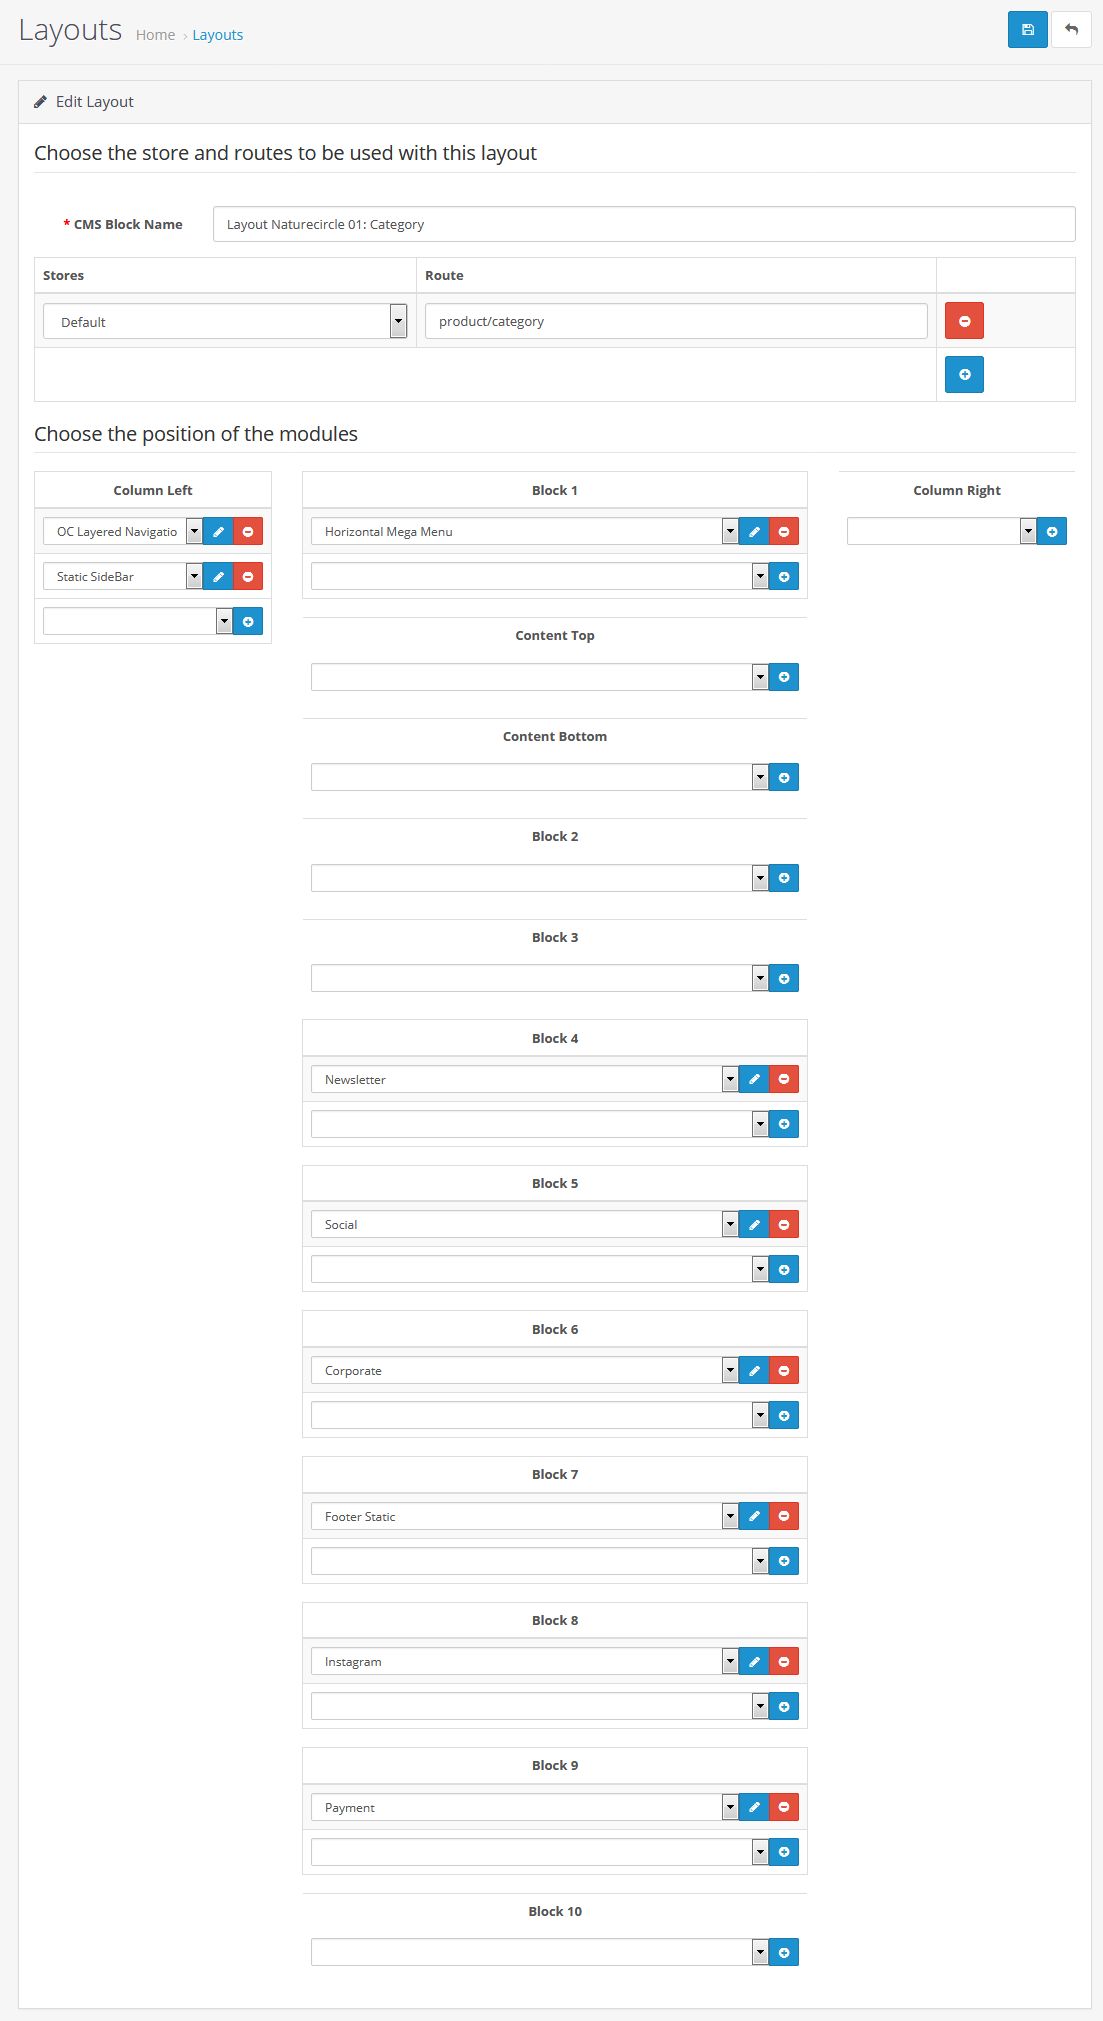 Layouts Home › Layouts
Edit Layout
Choose the store and routes to be used with this layout
* CMS Block Name Layout Naturecircle 01: Category
Stores Route
Default product/category
Choose the position of the modules
Column Left
OC Layered Navigatio
Static SideBar
Block 1
Horizontal Mega Menu
Content Top
Content Bottom
Block 2
Block 3
Block 4
Newsletter
Block 5
Social
Block 6
Corporate
Block 7
Footer Static
Block 8
Instagram
Block 9
Payment
Block 10
Column Right